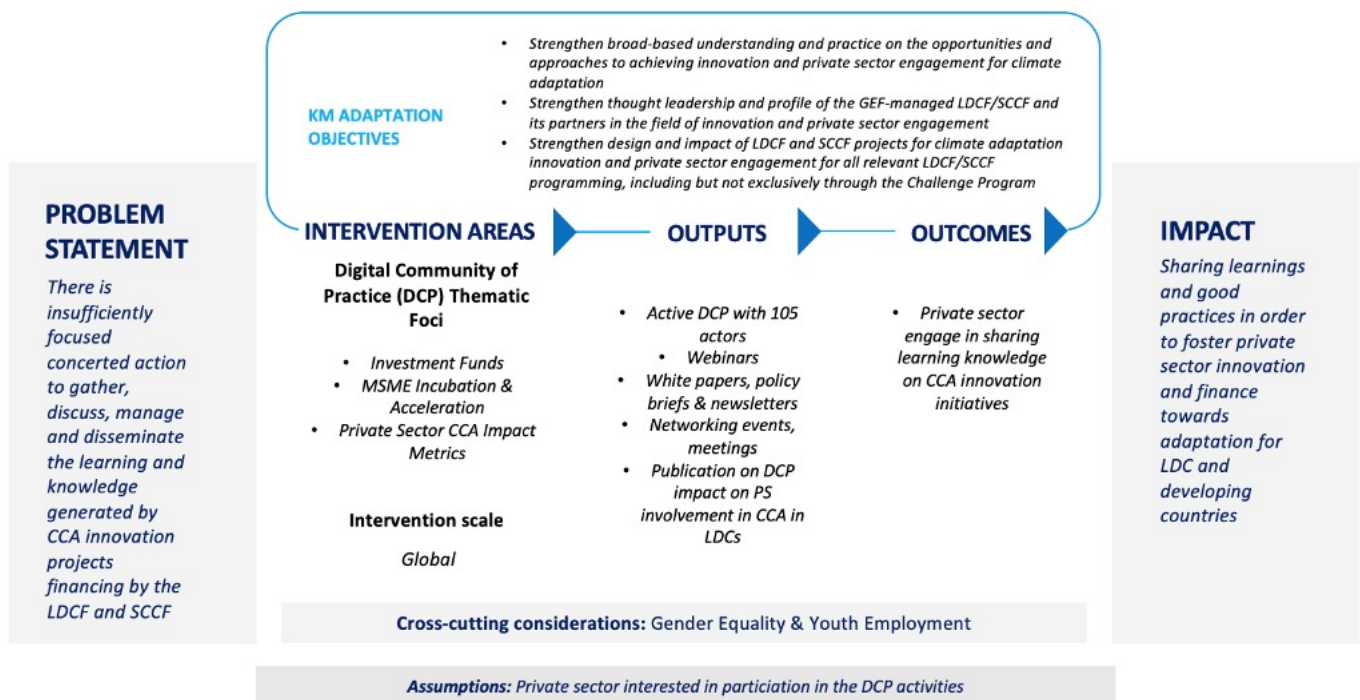 KM ADAPTATION
OBJECTIVES
• Strengthen broad-based understanding and practice on the opportunities and
approaches to achieving innovation and private sector engagement for climate
adaptation
• Strengthen thought leadership and profile of the GEF-managed LDCF/SCCF and
its partners in the field of innovation and private sector engagement
• Strengthen design and impact of LDCF and SCCF projects for climate adaptation
innovation and private sector engagement for all relevant LDCF/SCCF
programming, including but not exclusively through the Challenge Program
PROBLEM
STATEMENT
There is
insufficiently
focused
concerted action
to gather,
discuss, manage
and disseminate
the learning and
knowledge
generated by
CCA innovation
projects
financing by the
LDCF and SCCF
INTERVENTION AREAS
Digital Community of
Practice (DCP) Thematic
Foci
• Investment Funds
• MSME Incubation &
Acceleration
• Private Sector CCA Impact
Metrics
Intervention scale
Global
OUTPUTS
• Active DCP with 105
actors
• Webinars
• White papers, policy
briefs & newsletters
• Networking events,
meetings
• Publication on DCP
impact on PS
involvement in CCA in
LDCs
OUTCOMES
• Private sector
engage in sharing
learning knowledge
on CCA innovation
initiatives
IMPACT
Sharing learnings
and good
practices in order
to foster private
sector innovation
and finance
towards
adaptation for
LDC and
developing
countries
Cross-cutting considerations: Gender Equality & Youth Employment
Assumptions: Private sector interested in particiation in the DCP activities